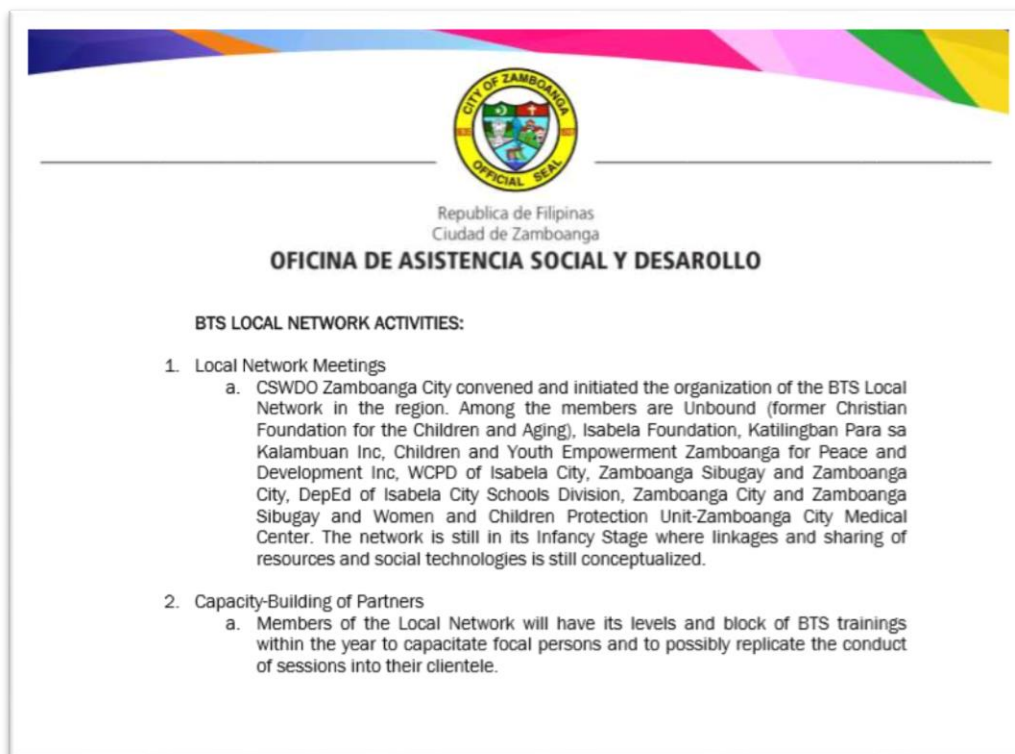 CITY OF ZAMBOANGA
OFFICIAL SEAL
Republica de Filipinas
Ciudad de Zamboanga
OFICINA DE ASISTENCIA SOCIAL Y DESAROLLO
BTS LOCAL NETWORK ACTIVITIES:
1. Local Network Meetings
a. CSWDO Zamboanga City convened and initiated the organization of the BTS Local
Network in the region. Among the members are Unbound (former Christian
Foundation for the Children and Aging), Isabela Foundation, Katilingban Para sa
Kalambuan Inc, Children and Youth Empowerment Zamboanga for Peace and
Development Inc, WCPD of Isabela City, Zamboanga Sibugay and Zamboanga
City, DepEd of Isabela City Schools Division, Zamboanga City and Zamboanga
Sibugay and Women and Children Protection Unit-Zamboanga City Medical
Center. The network is still in its Infancy Stage where linkages and sharing of
resources and social technologies is still conceptualized.
2. Capacity-Building of Partners
a. Members of the Local Network will have its levels and block of BTS trainings
within the year to capacitate focal persons and to possibly replicate the conduct
of sessions into their clientele.